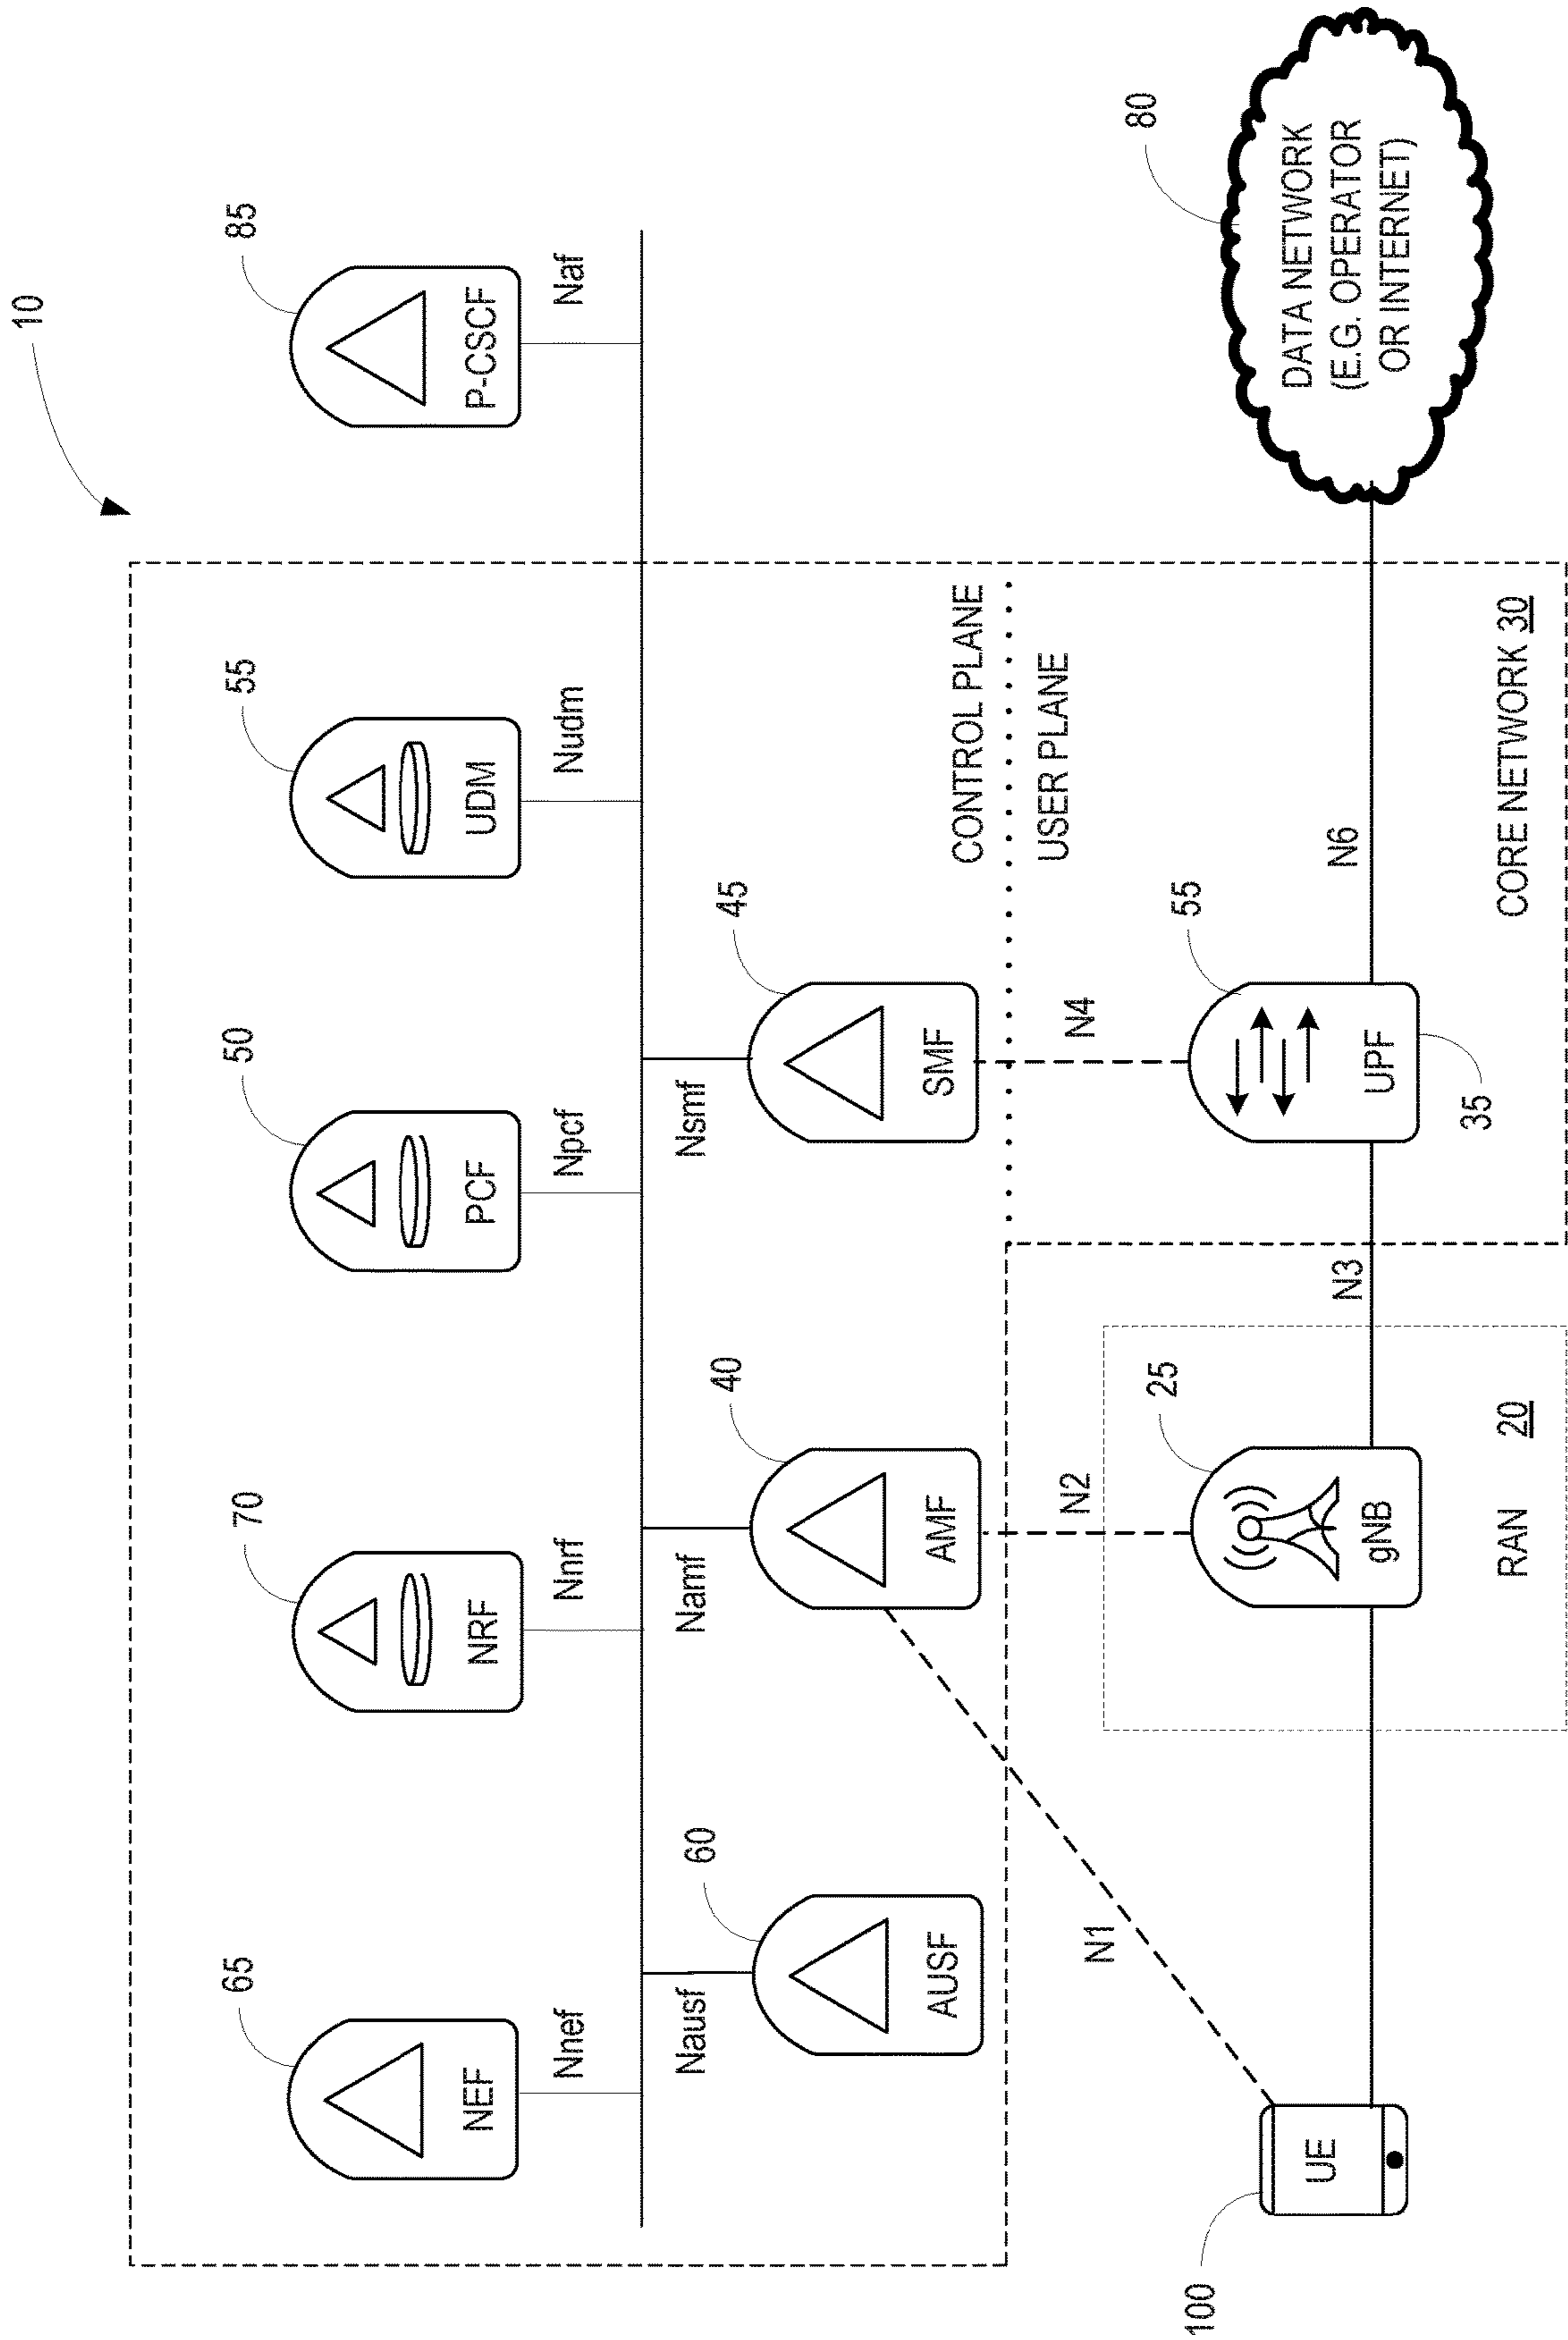 10
65
70
50
55
85
NEF
NRF
PCF
UDM
P-CSCF
Nnef
Nnrf
Npcf
Nudm
Naf
Nausf
Namf
Nsmf
60
40
45
AUSF
AMF
SMF
CONTROL PLANE
USER PLANE
N1
N2
N4
25
55
80
100
UE
gNB
UPF
N3
N6
35
DATA NETWORK
(E.G. OPERATOR
OR INTERNET)
RAN 20
CORE NETWORK 30